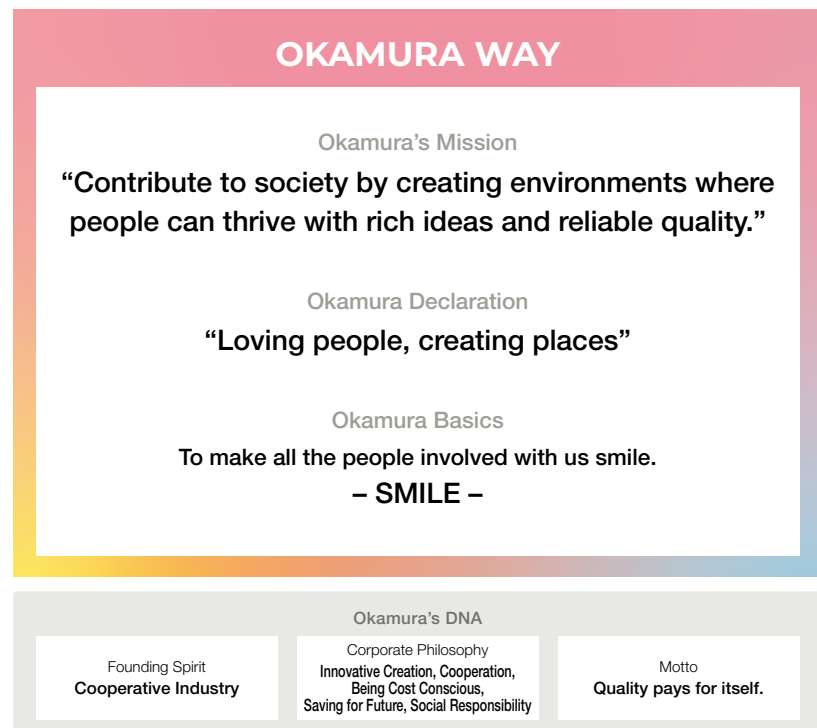 OKAMURA WAY
Okamura’s Mission
“Contribute to society by creating environments where
people can thrive with rich ideas and reliable quality.”
Okamura Declaration
“Loving people, creating places”
Okamura Basics
To make all the people involved with us smile.
– SMILE –
Okamura’s DNA
Founding Spirit
Cooperative Industry
Corporate Philosophy
Innovative Creation, Cooperation,
Being Cost Conscious,
Saving for Future, Social Responsibility
Motto
Quality pays for itself.